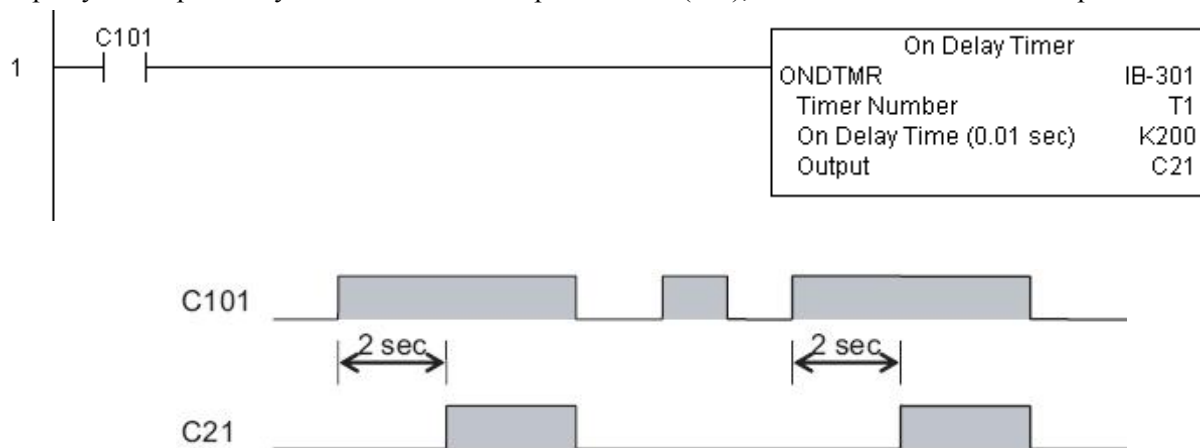 C101
1
On Delay Timer
ONDTMR IB-301
Timer Number T1
On Delay Time (0.01 sec) K200
Output C21
C101
2 sec 2 sec
C21